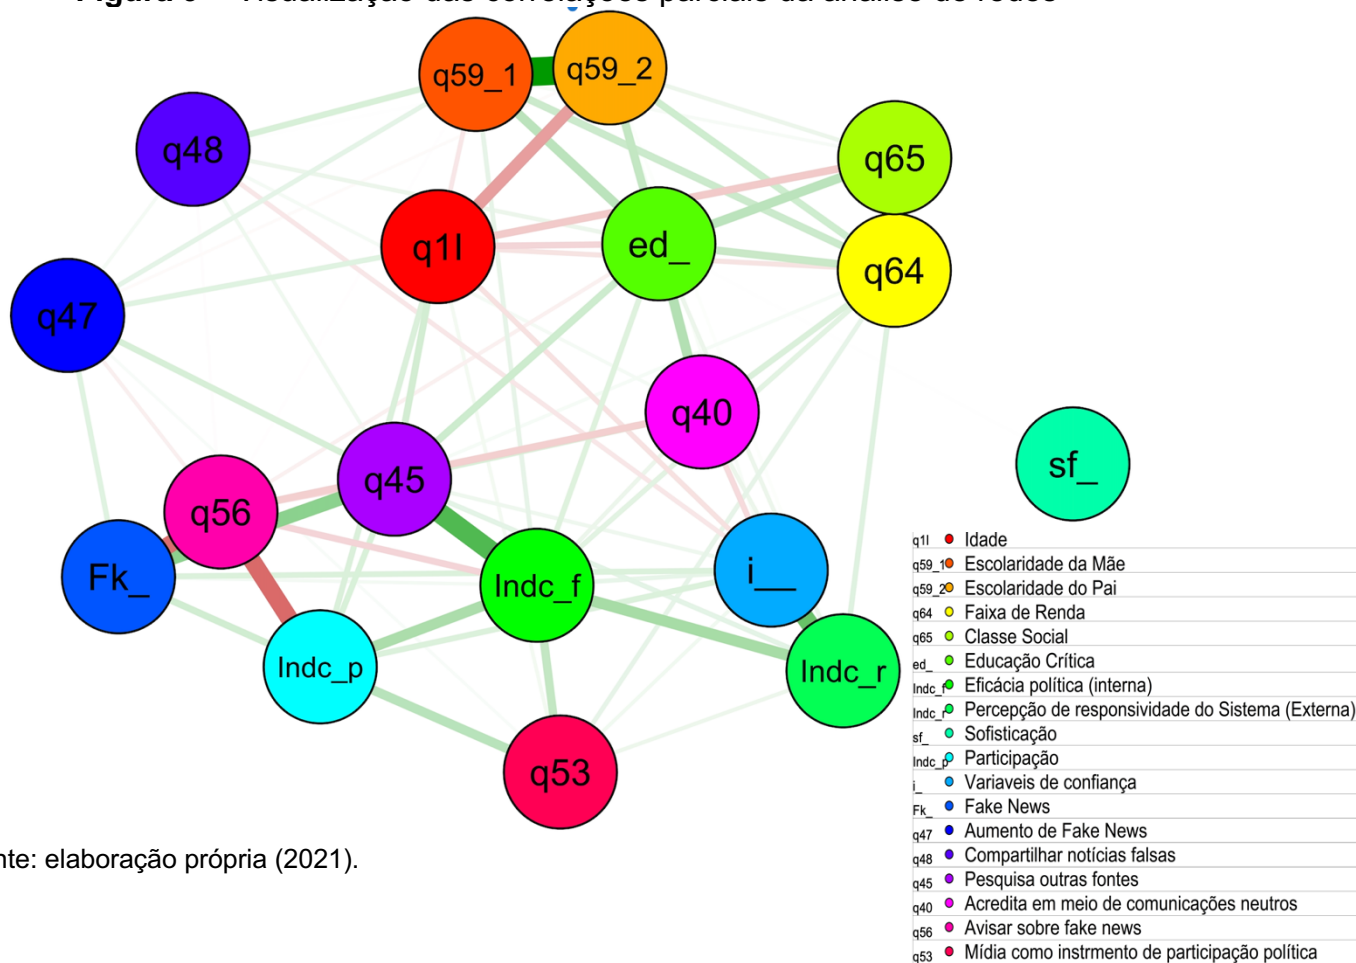 q59_1
q59_2
q48
q65
q1l
ed_
q64
q47
q40
sf_
q45
q56
Fk_
Indc_f
i__
Indc_p
Indc_r
q53
q1l Idade
q59_1 Escolaridade da Mãe
q59_2 Escolaridade do Pai
q64 Faixa de Renda
q65 Classe Social
ed_ Educação Crítica
Indc_f Eficácia política (interna)
Indc_r Percepção de responsividade do Sistema (Externa)
sf_ Sofisticação
Indc_p Participação
i_ Variaveis de confiança
Fk_ Fake News
q47 Aumento de Fake News
q48 Compartilhar notícias falsas
q45 Pesquisa outras fontes
q40 Acredita em meio de comunicações neutros
q56 Avisar sobre fake news
q53 Mídia como instrmento de participação política
nte: elaboração própria (2021).